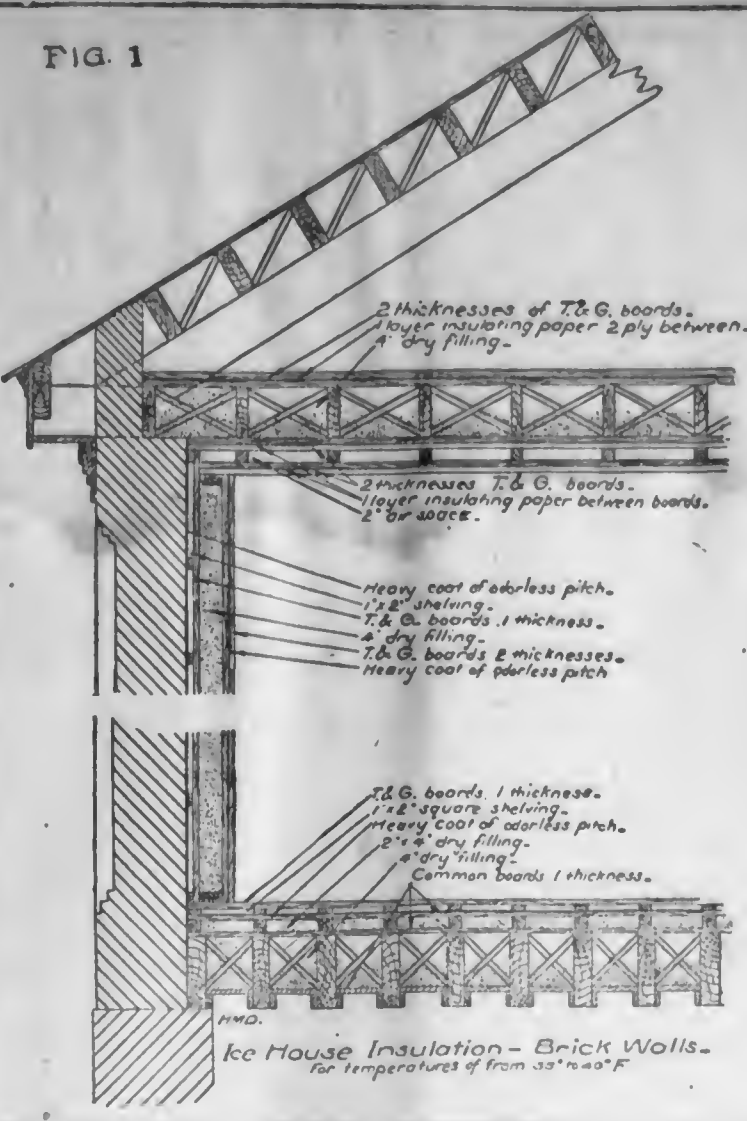 FIG. 1
2 thicknesses of T.& G. boards.
1 layer insulating paper 2 ply between.
4" dry filling.
2 thicknesses T.& G. boards.
1 layer insulating paper between boards.
2" air space.
Heavy coat of odorless pitch.
1"x 2" shelving.
T.& G. boards 1 thickness.
4" dry filling.
T.& G. boards 2 thicknesses.
Heavy coat of odorless pitch
T.& G. boards, 1 thickness.
1"x 2" square shelving.
Heavy coat of odorless pitch.
2"x 4" dry filling.
4" dry filling.
Common boards 1 thickness.
Ice House Insulation - Brick Walls.
For temperatures of from to 40° F